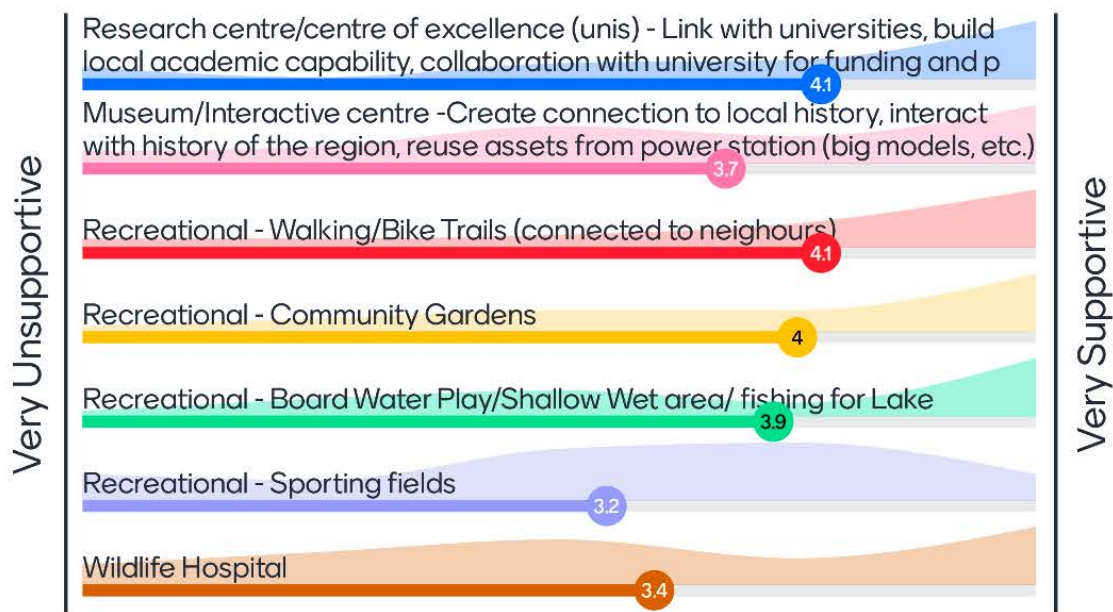 Very Unsupportive
Research centre/centre of excellence (unis) - Link with universities, build
local academic capability, collaboration with university for funding and p
4.1
Museum/Interactive centre -Create connection to local history, interact
with history of the region, reuse assets from power station (big models, etc.)
3.7
Recreational - Walking/Bike Trails (connected to neighours)
4.1
Recreational - Community Gardens
4
Recreational - Board Water Play/Shallow Wet area/ fishing for Lake
3.9
Recreational - Sporting fields
3.2
Wildlife Hospital
3.4
Very Supportive